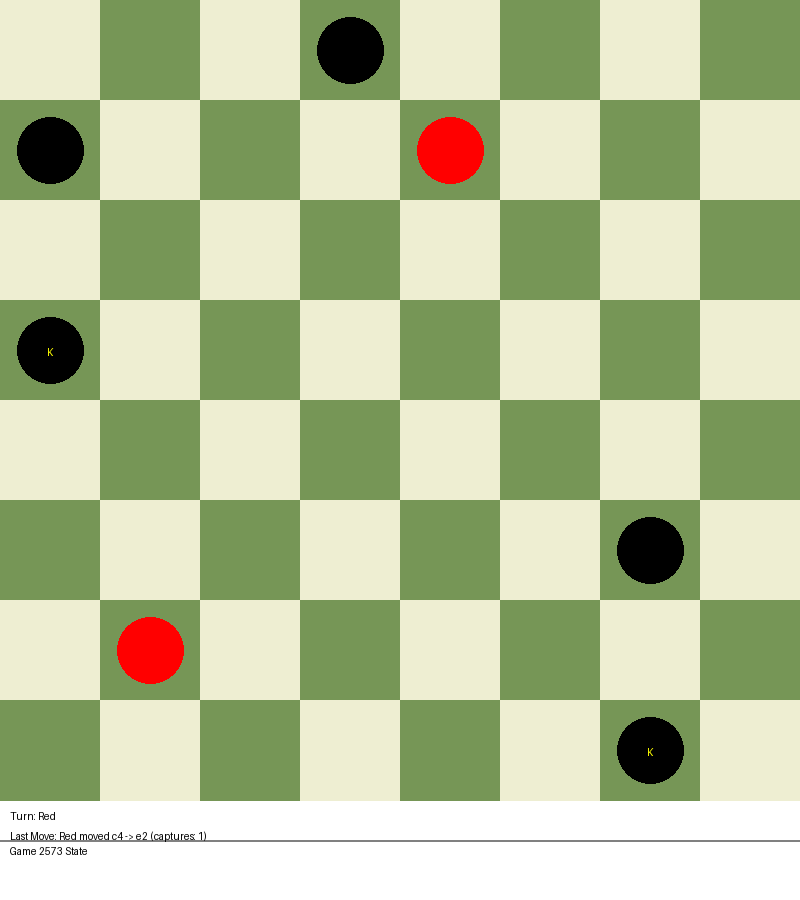 K
K
Turn: Red
Last Move: Red moved c4 -> e2 (captures: 1)
Game 2573 State